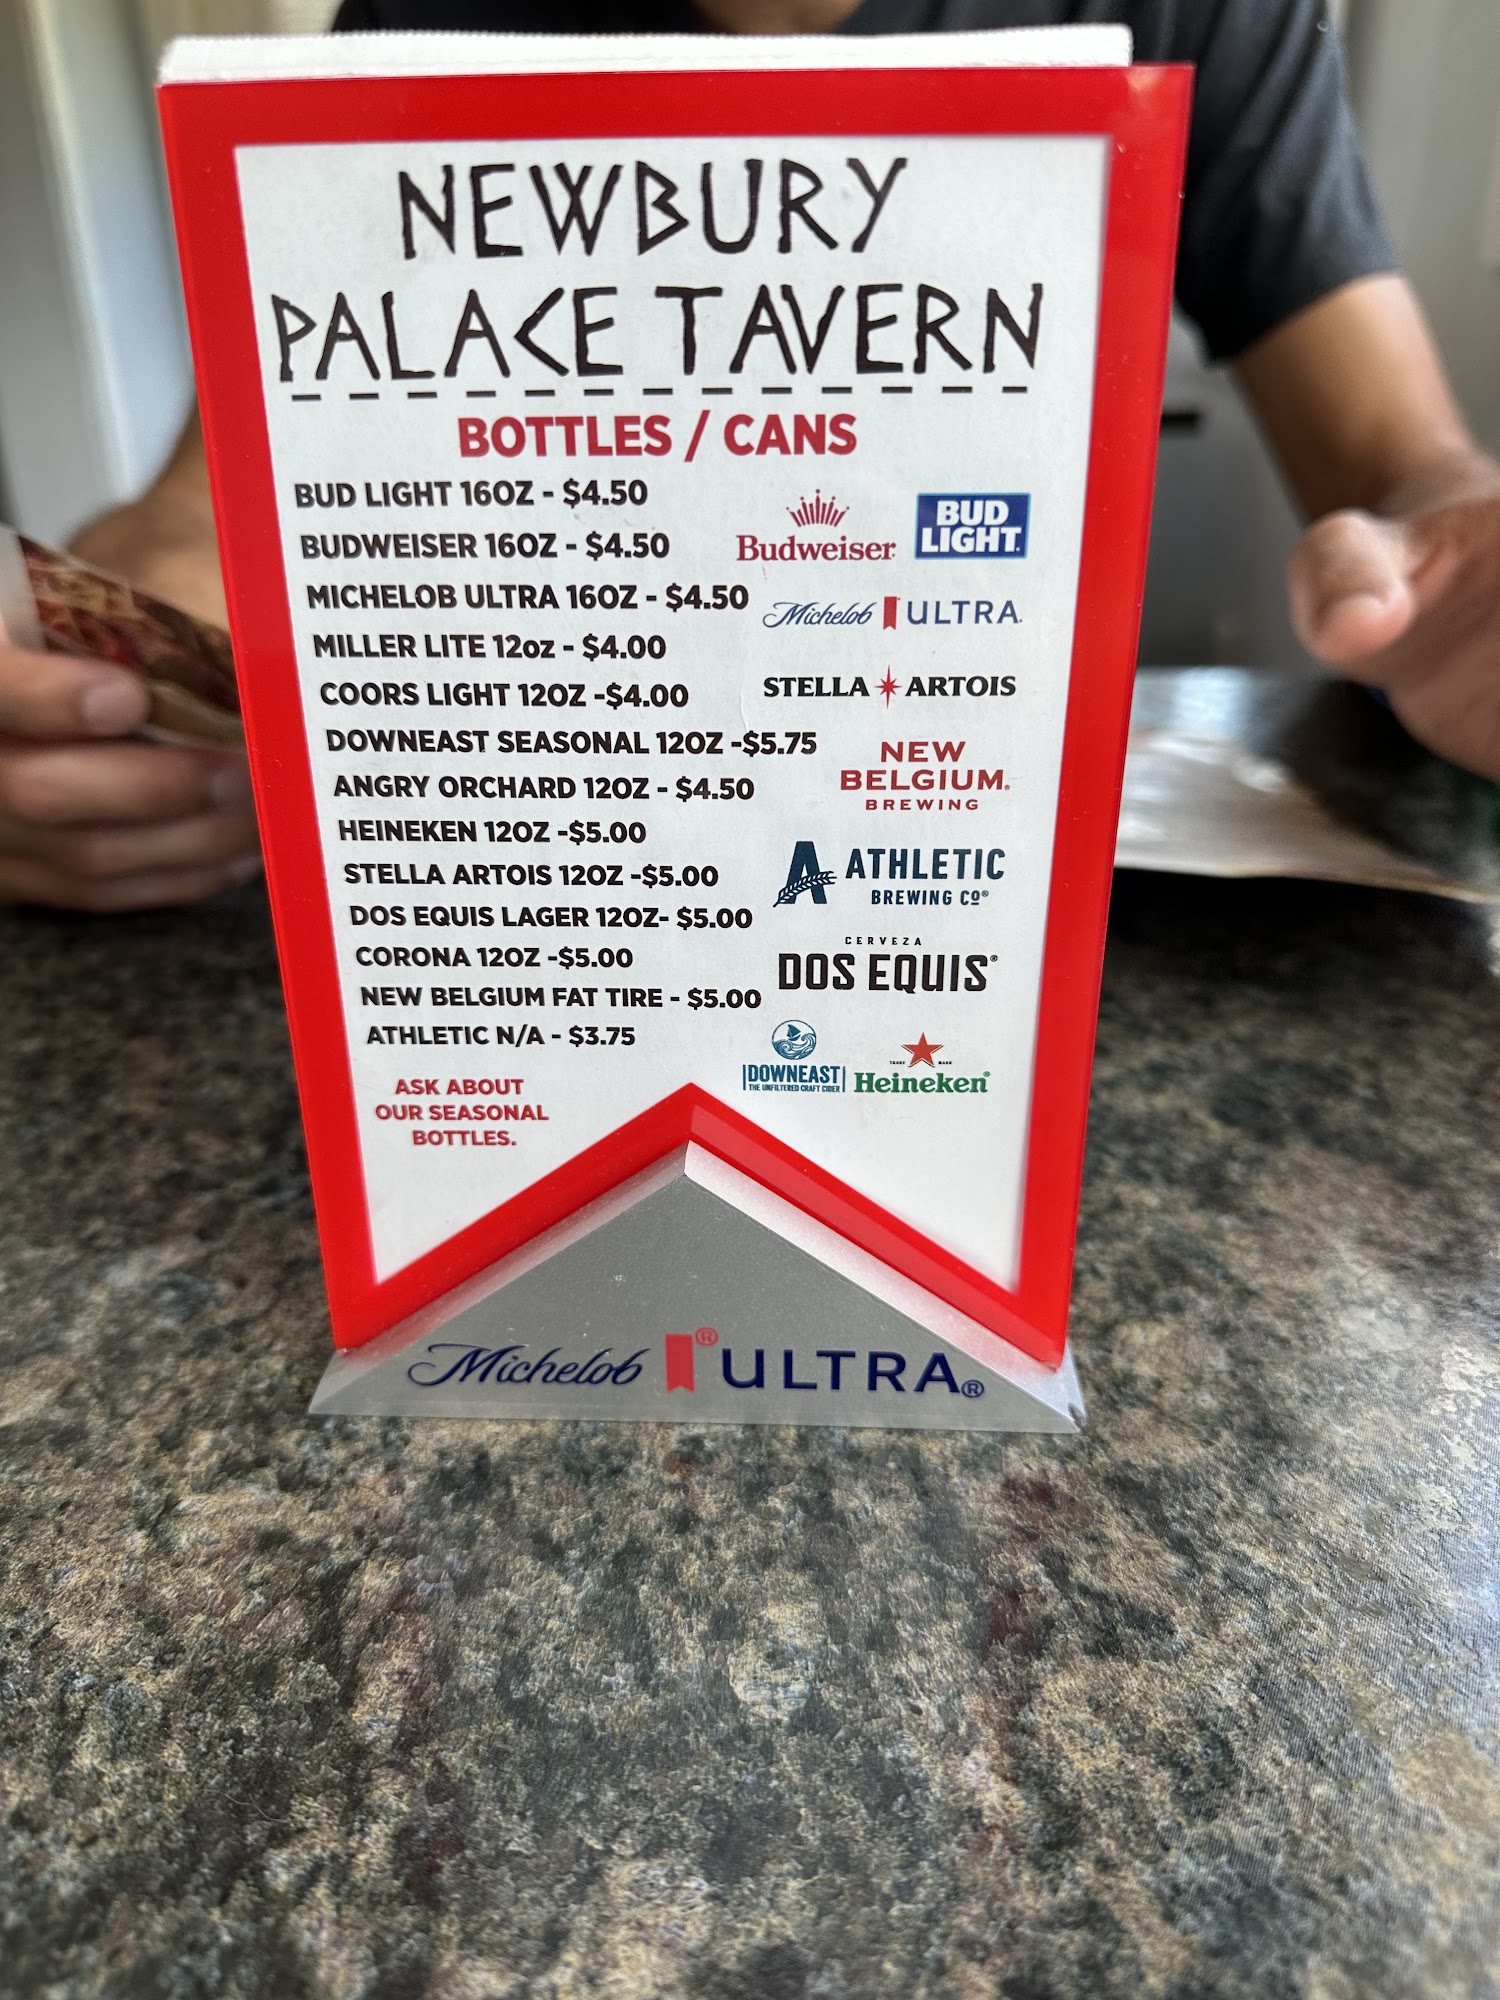 NEWBURY
PALACE TAVERN
BOTTLES / CANS
BUD LIGHT 16OZ - $4.50
BUDWEISER 16OZ - $4.50
MICHELOB ULTRA 16OZ - $4.50
MILLER LITE 12oz - $4.00
COORS LIGHT 12OZ -$4.00
DOWNEAST SEASONAL 12OZ -$5.75
ANGRY ORCHARD 12OZ - $4.50
HEINEKEN 12OZ -$5.00
STELLA ARTOIS 12OZ -$5.00
DOS EQUIS LAGER 12OZ- $5.00
CORONA 12OZ -$5.00
NEW BELGIUM FAT TIRE - $5.00
ATHLETIC N/A - $3.75
ASK ABOUT
OUR SEASONAL
BOTTLES.
Budweiser
BUD
LIGHT
Michelob ULTRA
STELLA ARTOIS
NEW
BELGIUM®
BREWING
A ATHLETIC
BREWING Cº®
CERVEZA
DOS EQUIS®
DOWNEAST
THE UNFILTERED CRAFT CIDER
TRADE MARK
Heineken®
Michelob ® ULTRA®